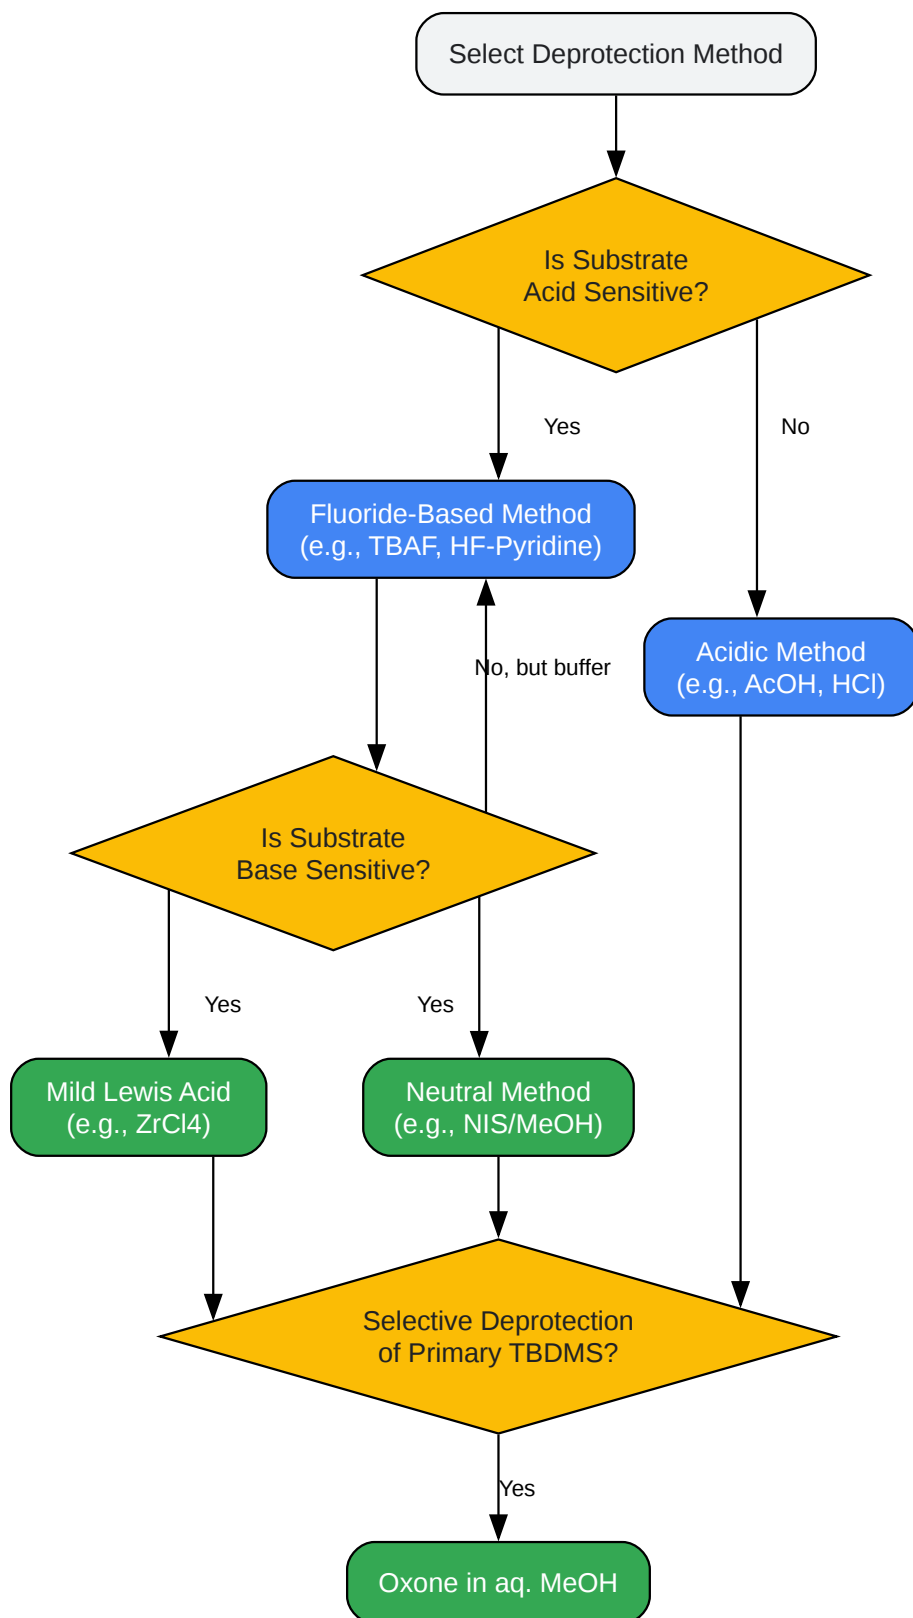 Select Deprotection Method
Is Substrate
Acid Sensitive?
Yes
No
Fluoride-Based Method
(e.g., TBAF, HF-Pyridine)
Acidic Method
(e.g., AcOH, HCl)
No, but buffer
Is Substrate
Base Sensitive?
Yes
Yes
Mild Lewis Acid
(e.g., ZrCl4)
Neutral Method
(e.g., NIS/MeOH)
Selective Deprotection
of Primary TBDMS?
Yes
Oxone in aq. MeOH